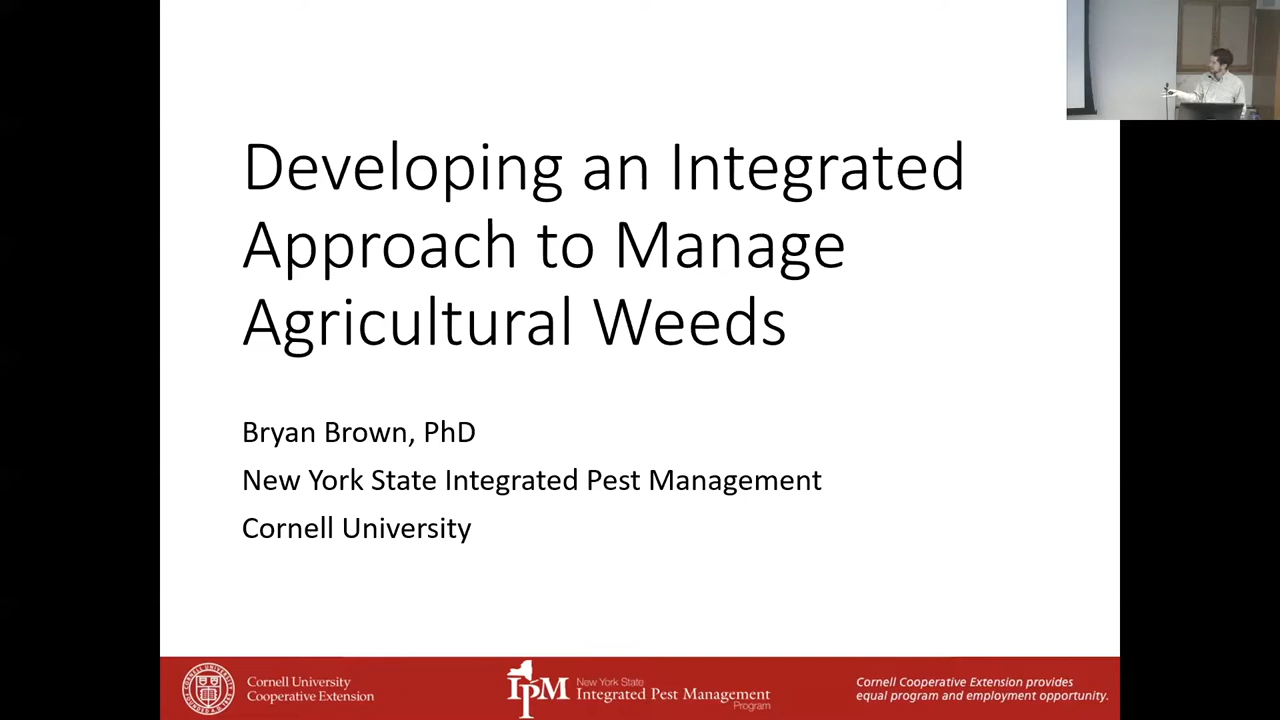 Developing an Integrated
Approach to Manage
Agricultural Weeds
Bryan Brown, PhD
New York State Integrated Pest Management
Cornell University
Cornell University
Cooperative Extension
IPM
New York State
Integrated Pest Management
Program
Cornell Cooperative Extension provides
equal program and employment opportunity.